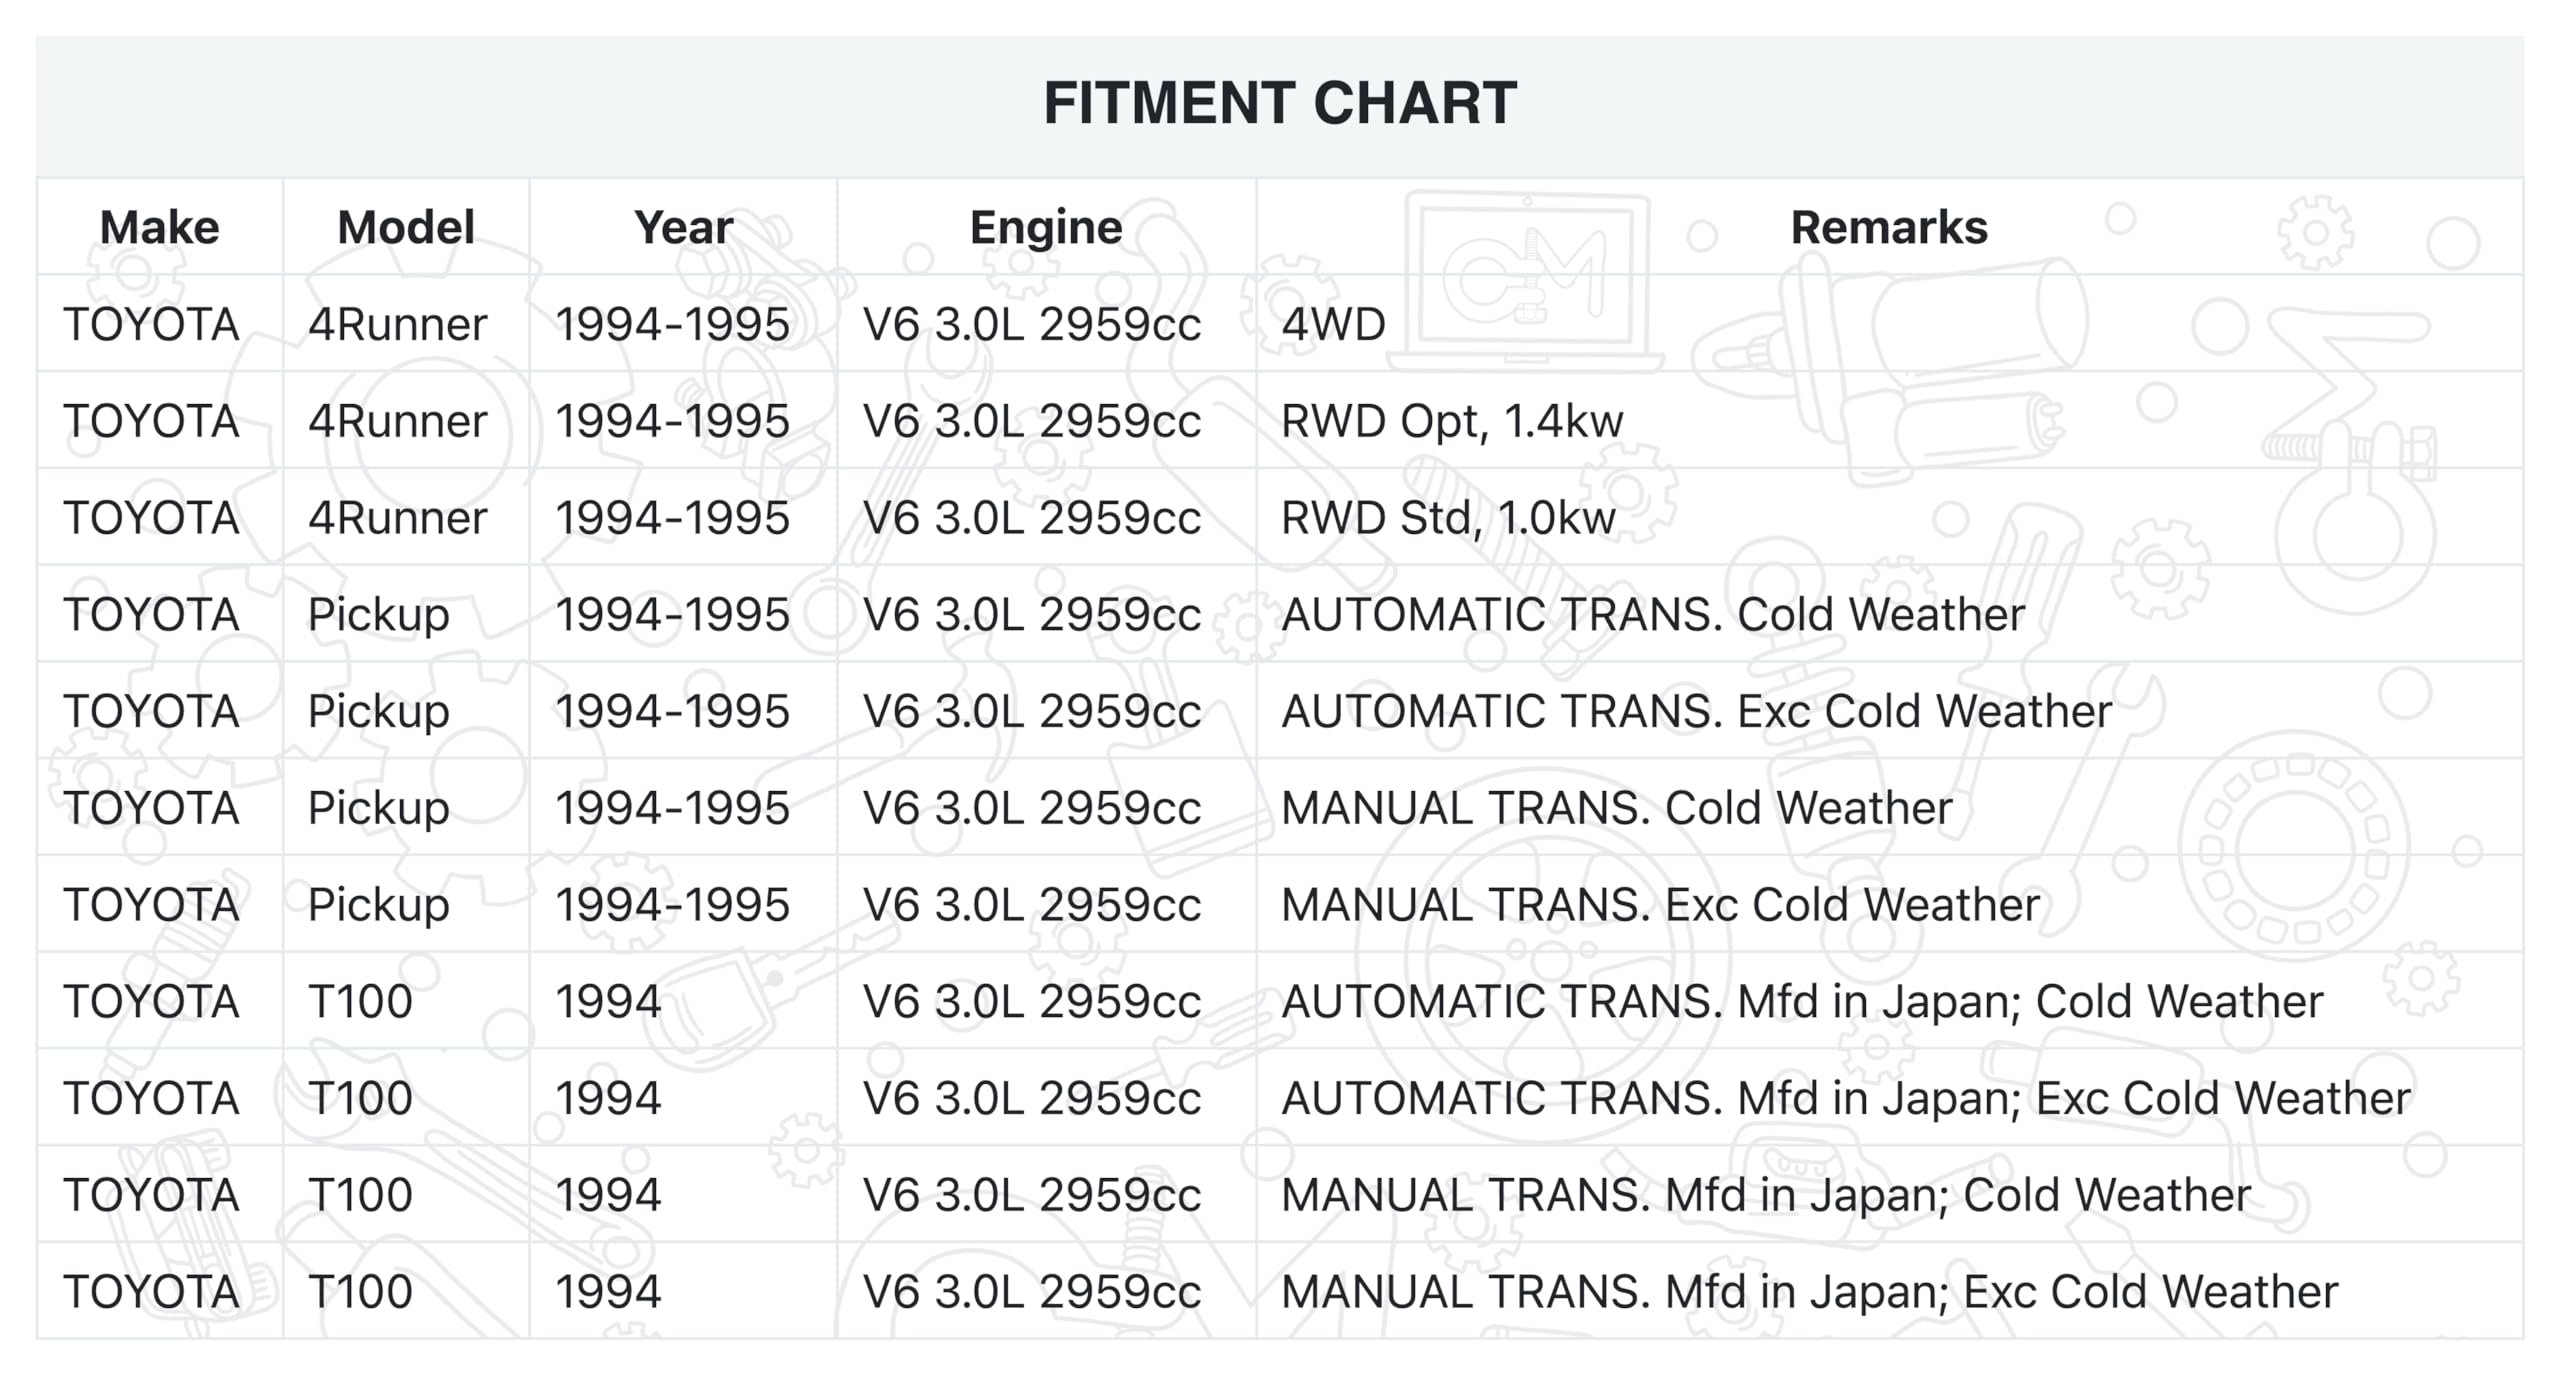 FITMENT CHART
Make Model Year Engine Remarks
TOYOTA 4Runner 1994-1995 V6 3.0L 2959cc 4WD
TOYOTA 4Runner 1994-1995 V6 3.0L 2959cc RWD Opt, 1.4kw
TOYOTA 4Runner 1994-1995 V6 3.0L 2959cc RWD Std, 1.0kw
TOYOTA Pickup 1994-1995 V6 3.0L 2959cc AUTOMATIC TRANS. Cold Weather
TOYOTA Pickup 1994-1995 V6 3.0L 2959cc AUTOMATIC TRANS. Exc Cold Weather
TOYOTA Pickup 1994-1995 V6 3.0L 2959cc MANUAL TRANS. Cold Weather
TOYOTA Pickup 1994-1995 V6 3.0L 2959cc MANUAL TRANS. Exc Cold Weather
TOYOTA T100 1994 V6 3.0L 2959cc AUTOMATIC TRANS. Mfd in Japan; Cold Weather
TOYOTA T100 1994 V6 3.0L 2959cc AUTOMATIC TRANS. Mfd in Japan; Exc Cold Weather
TOYOTA T100 1994 V6 3.0L 2959cc MANUAL TRANS. Mfd in Japan; Cold Weather
TOYOTA T100 1994 V6 3.0L 2959cc MANUAL TRANS. Mfd in Japan; Exc Cold Weather